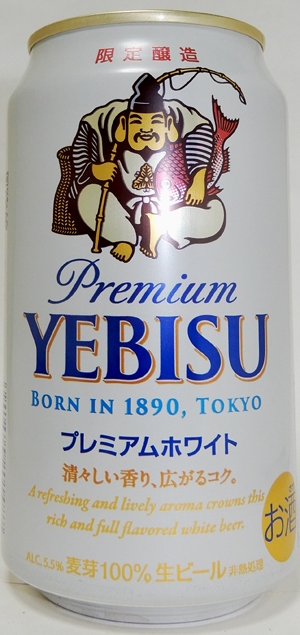 限定醸造
Premium
YEBISU
BORN IN 1890, TOKYO
プレミアムホワイト
清々しい香り、広がるコク。
A refreshing and lively aroma crowns this
rich and full flavored white beer.
お酒
ALC.5.5% 麦芽100% 生ビール 非熱処理